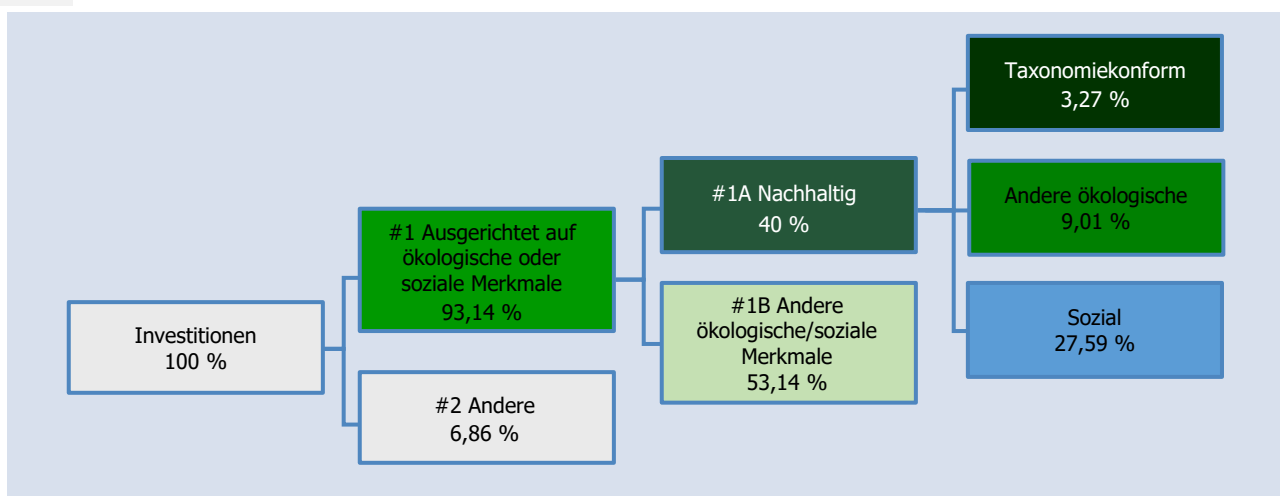 Investitionen
100 %
#1 Ausgerichtet auf
ökologische oder
soziale Merkmale
93,14 %
#2 Andere
6,86 %
#1A Nachhaltig
40 %
#1B Andere
ökologische/soziale
Merkmale
53,14 %
Taxonomiekonform
3,27 %
Andere ökologische
9,01 %
Sozial
27,59 %